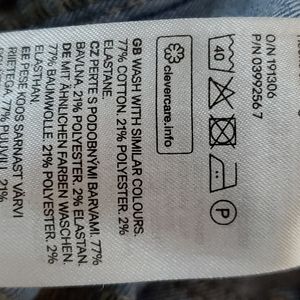 O/N 191306
P/N 0399256 7
40
P
clevercare.info
GB WASH WITH SIMILAR COLOURS.
77% COTTON. 21% POLYESTER. 2%
ELASTANE.
CZ PERTE S PODOBNÝMI BARVAMI. 77%
BAVLNA. 21% POLYESTER. 2% ELASTAN.
DE MIT ÄHNLICHEN FARBEN WASCHEN.
77% BAUMWOLLE. 21% POLYESTER. 2%
ELASTHAN.
EE PESE KOOS SARNAST VÄRVI
RIIETEGA. 77% PUUVILL. 21%